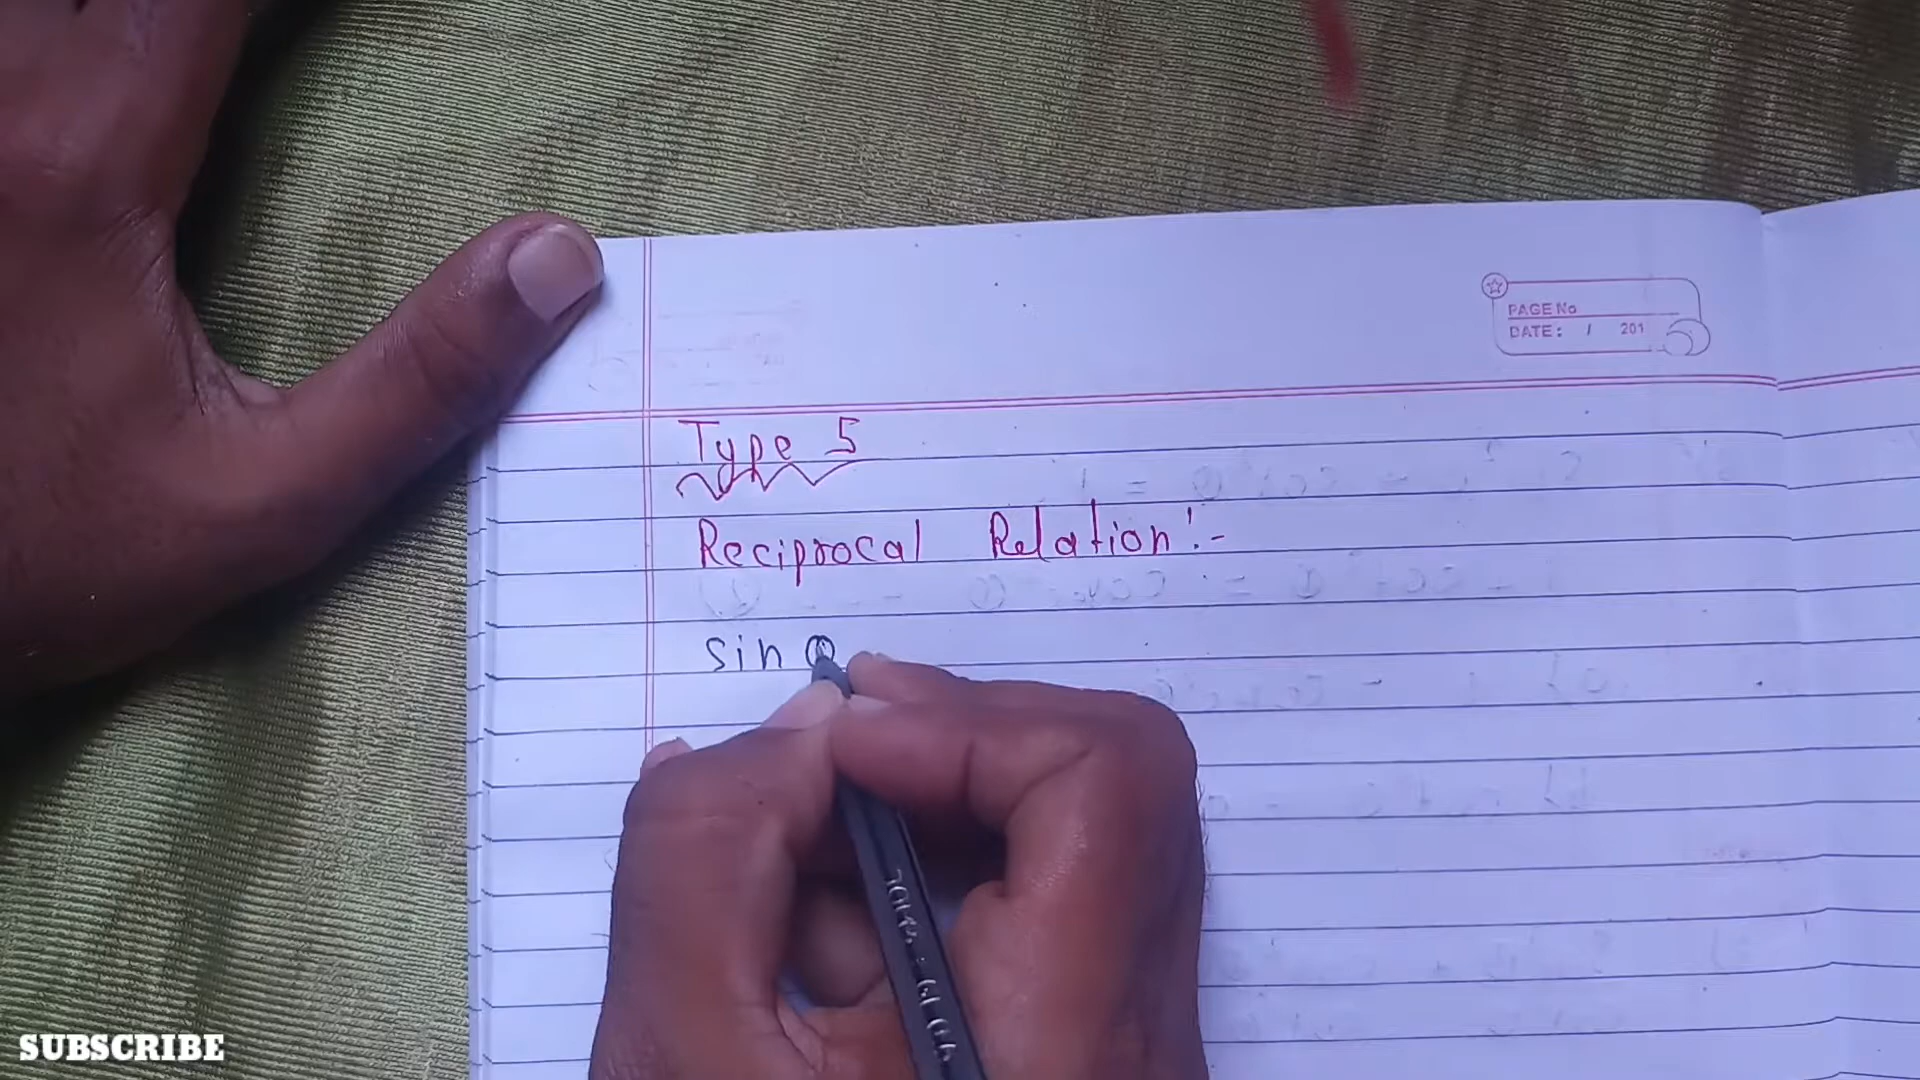 PAGE No
DATE: / 201
Type 5
Reciprocal Relation:-
sin θ
SUBSCRIBE